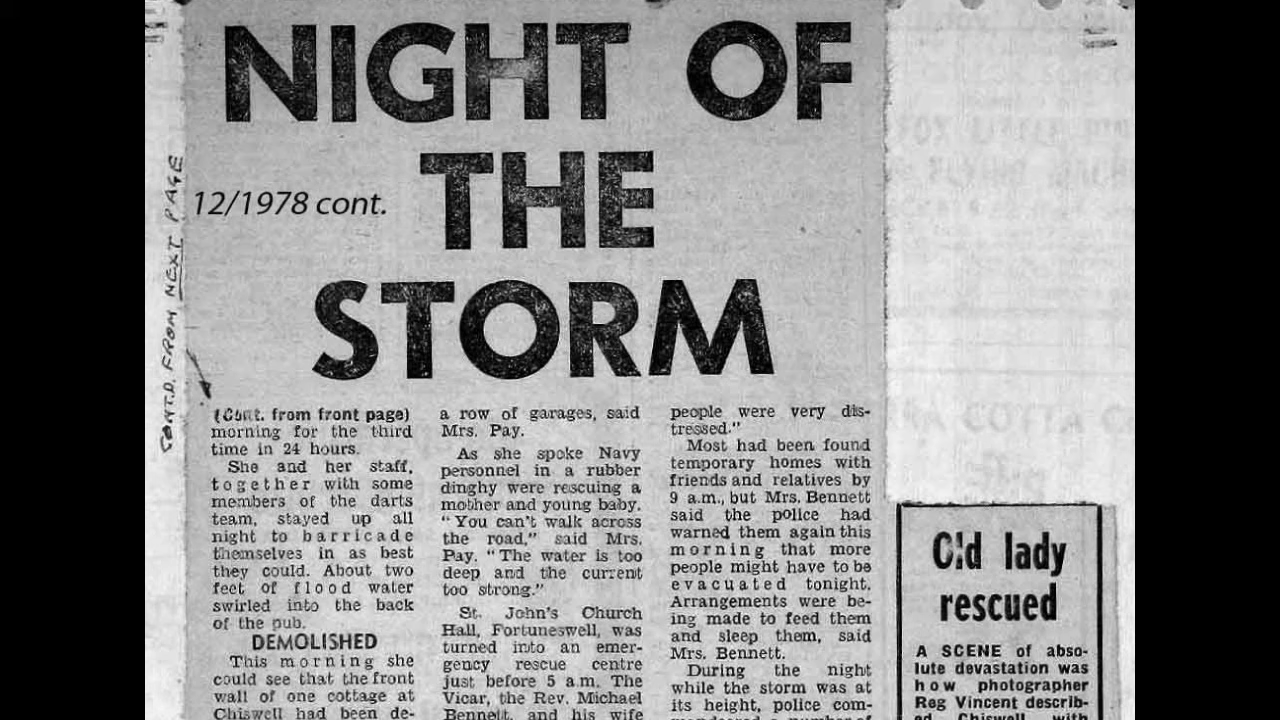 NIGHT OF
THE
STORM
12/1978 cont.
CONTD. FROM NEXT PAGE
(Cont. from front page)
morning for the third
time in 24 hours.
She and her staff,
together with some
members of the darts
team, stayed up all
night to barricade
themselves in as best
they could. About two
feet of flood water
swirled into the back
of the pub.
DEMOLISHED
This morning she
could see that the front
wall of one cottage at
Chiswell had been de-
a row of garages, said
Mrs. Pay.
As she spoke Navy
personnel in a rubber
dinghy were rescuing a
mother and young baby.
"You can't walk across
the road," said Mrs.
Pay. "The water is too
deep and the current
too strong."
St. John's Church
Hall, Fortuneswell, was
turned into an emer-
gency rescue centre
just before 5 a.m. The
Vicar, the Rev. Michael
Bennett, and his wife
people were very dis-
tressed."
Most had been found
temporary homes with
friends and relatives by
9 a.m., but Mrs. Bennett
said the police had
warned them again this
morning that more
people might have to be
evacuated tonight.
Arrangements were be-
ing made to feed them
and sleep them, said
Mrs. Bennett.
During the night
while the storm was at
its height, police com-
Old lady
rescued
A SCENE of abso-
lute devastation was
how photographer
Reg Vincent describ-
ed Chiswell with